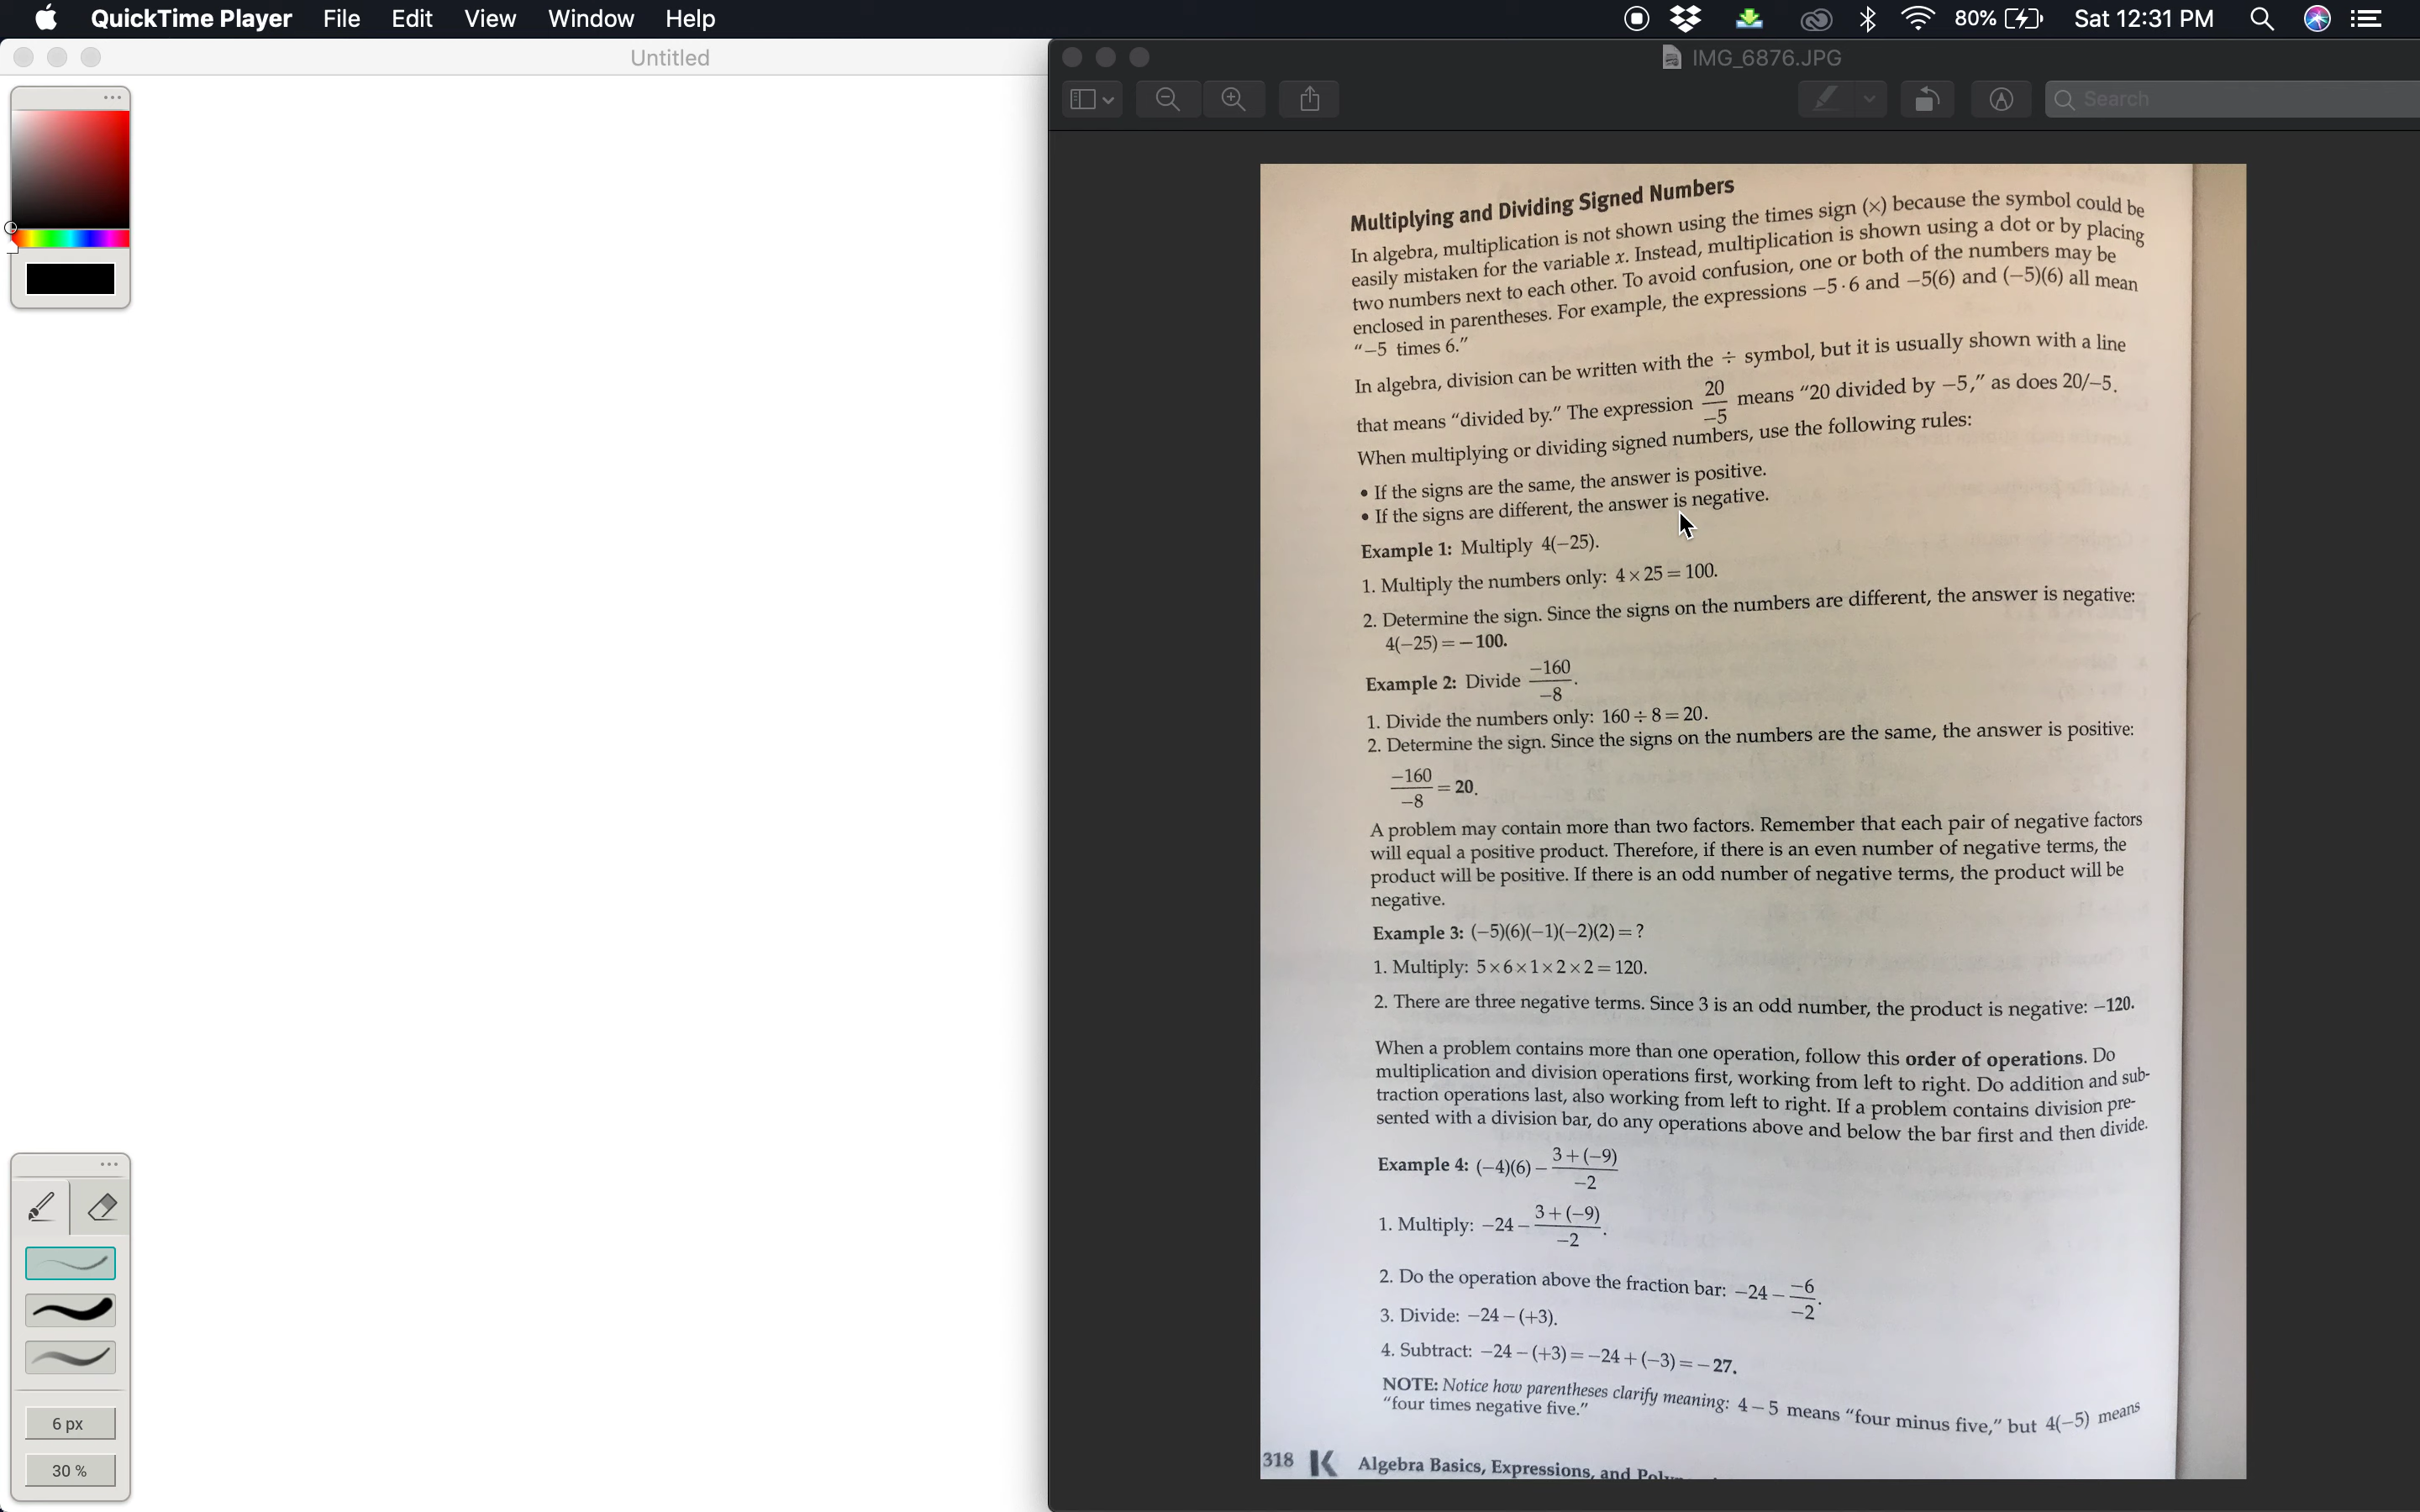 QuickTime Player File Edit View Window Help 80% Sat 12:31 PM
Untitled
IMG_6876.JPG
Search
Multiplying and Dividing Signed Numbers
In algebra, multiplication is not shown using the times sign (×) because the symbol could be
easily mistaken for the variable x. Instead, multiplication is shown using a dot or by placing
two numbers next to each other. To avoid confusion, one or both of the numbers may be
enclosed in parentheses. For example, the expressions −5·6 and −5(6) and (−5)(6) all mean
“−5 times 6.”
In algebra, division can be written with the ÷ symbol, but it is usually shown with a line
that means “divided by.” The expression 20/−5 means “20 divided by −5,” as does 20/−5.
When multiplying or dividing signed numbers, use the following rules:
• If the signs are the same, the answer is positive.
• If the signs are different, the answer is negative.
Example 1: Multiply 4(−25).
1. Multiply the numbers only: 4×25=100.
2. Determine the sign. Since the signs on the numbers are different, the answer is negative:
4(−25)=−100.
Example 2: Divide −160/−8.
1. Divide the numbers only: 160÷8=20.
2. Determine the sign. Since the signs on the numbers are the same, the answer is positive:
−160/−8=20.
A problem may contain more than two factors. Remember that each pair of negative factors
will equal a positive product. Therefore, if there is an even number of negative terms, the
product will be positive. If there is an odd number of negative terms, the product will be
negative.
Example 3: (−5)(6)(−1)(−2)(2)=?
1. Multiply: 5×6×1×2×2=120.
2. There are three negative terms. Since 3 is an odd number, the product is negative: −120.
When a problem contains more than one operation, follow this order of operations. Do
multiplication and division operations first, working from left to right. Do addition and sub-
traction operations last, also working from left to right. If a problem contains division pre-
sented with a division bar, do any operations above and below the bar first and then divide.
Example 4: (−4)(6)− 3+(−9)/−2
1. Multiply: −24− 3+(−9)/−2.
2. Do the operation above the fraction bar: −24− −6/−2.
3. Divide: −24−(+3).
4. Subtract: −24−(+3)=−24+(−3)=−27.
NOTE: Notice how parentheses clarify meaning: 4−5 means “four minus five,” but 4(−5) means
“four times negative five.”
318 K Algebra Basics, Expressions, and
6 px
30 %